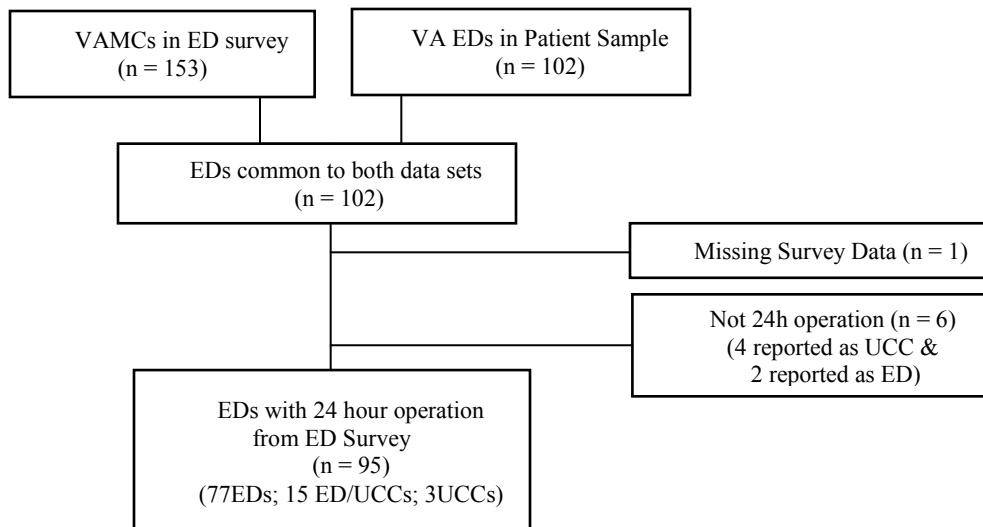 VAMCs in ED survey
(n = 153)
VA EDs in Patient Sample
(n = 102)
EDs common to both data sets
(n = 102)
Missing Survey Data (n = 1)
Not 24h operation (n = 6)
(4 reported as UCC &
2 reported as ED)
EDs with 24 hour operation
from ED Survey
(n = 95)
(77EDs; 15 ED/UCCs; 3UCCs)